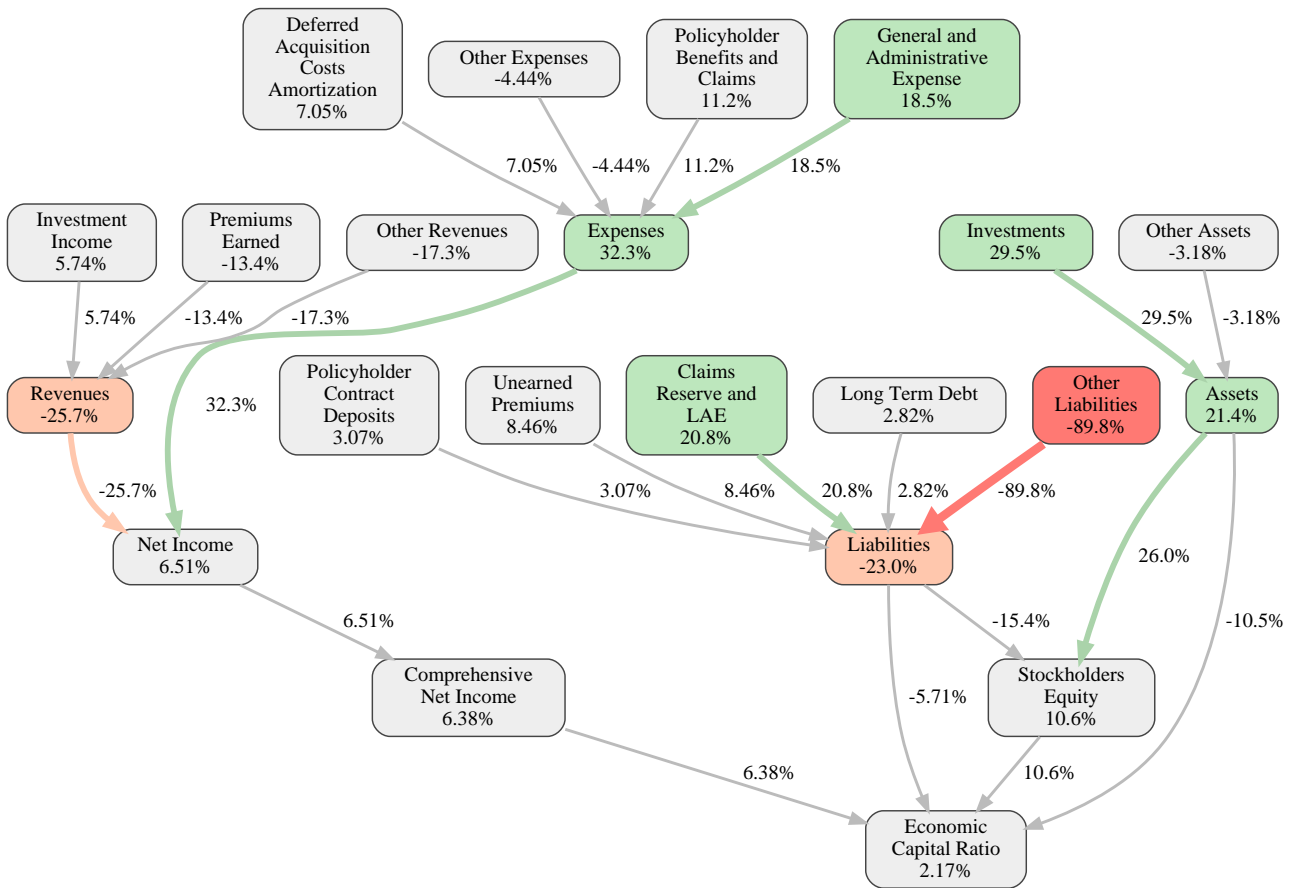 Deferred
Acquisition
Costs
Amortization
7.05%
Other Expenses
-4.44%
Policyholder
Benefits and
Claims
11.2%
General and
Administrative
Expense
18.5%
7.05%
-4.44%
11.2%
18.5%
Investment
Income
5.74%
Premiums
Earned
-13.4%
Other Revenues
-17.3%
Expenses
32.3%
Investments
29.5%
Other Assets
-3.18%
5.74%
-13.4%
-17.3%
29.5%
-3.18%
Revenues
-25.7%
32.3%
Policyholder
Contract
Deposits
3.07%
Unearned
Premiums
8.46%
Claims
Reserve and
LAE
20.8%
Long Term Debt
2.82%
Other
Liabilities
-89.8%
Assets
21.4%
-25.7%
3.07%
8.46%
20.8%
2.82%
-89.8%
Net Income
6.51%
Liabilities
-23.0%
26.0%
6.51%
-15.4%
-10.5%
Comprehensive
Net Income
6.38%
-5.71%
Stockholders
Equity
10.6%
6.38%
10.6%
Economic
Capital Ratio
2.17%